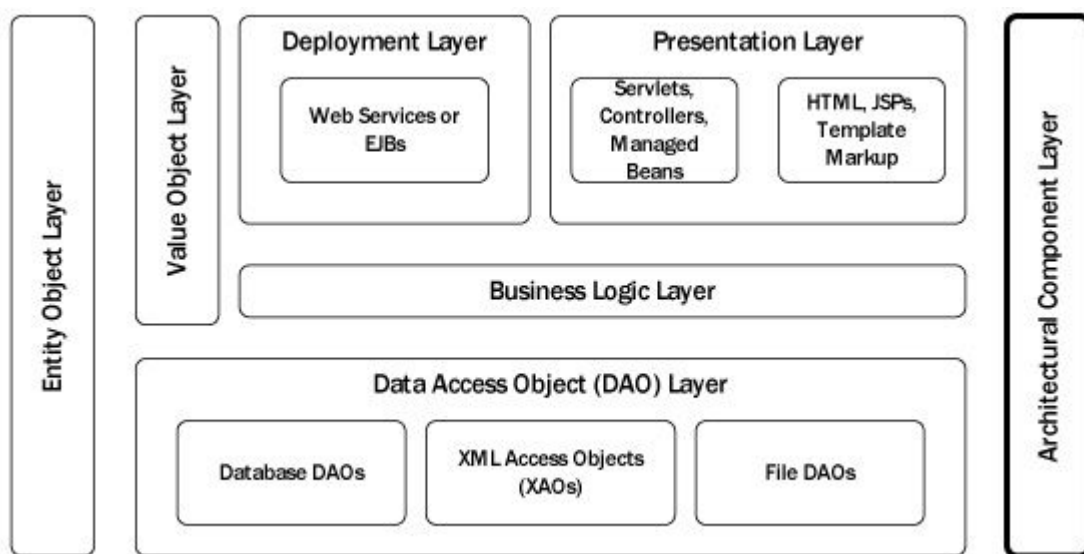 Entity Object Layer
Value Object Layer
Deployment Layer
Web Services or
EJBs
Presentation Layer
Servlets,
Controllers,
Managed
Beans
HTML, JSPs,
Template
Markup
Business Logic Layer
Data Access Object (DAO) Layer
Database DAOs
XML Access Objects
(XAOs)
File DAOs
Architectural Component Layer